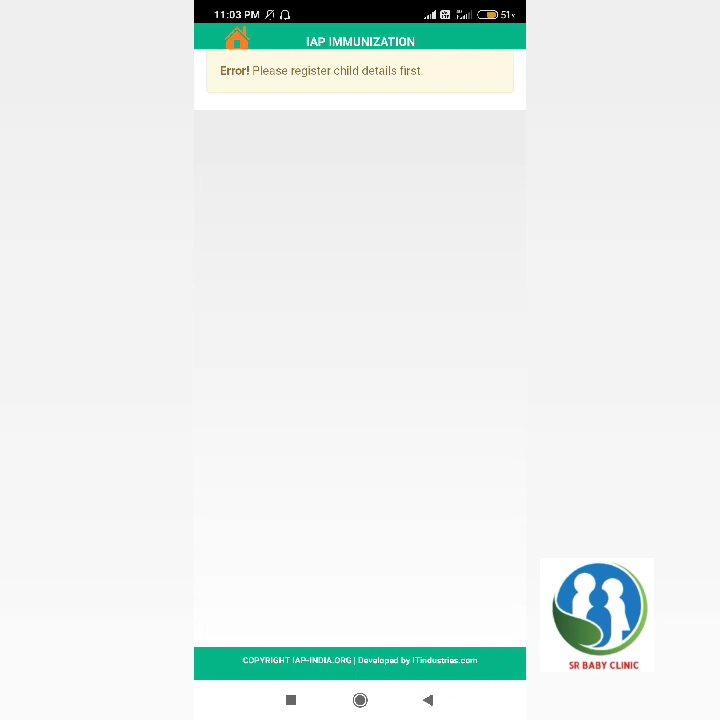 11:03 PM
51
IAP IMMUNIZATION
Error! Please register child details first
COPYRIGHT IAP-INDIA.ORG | Developed by ITindustries.com
SR BABY CLINIC